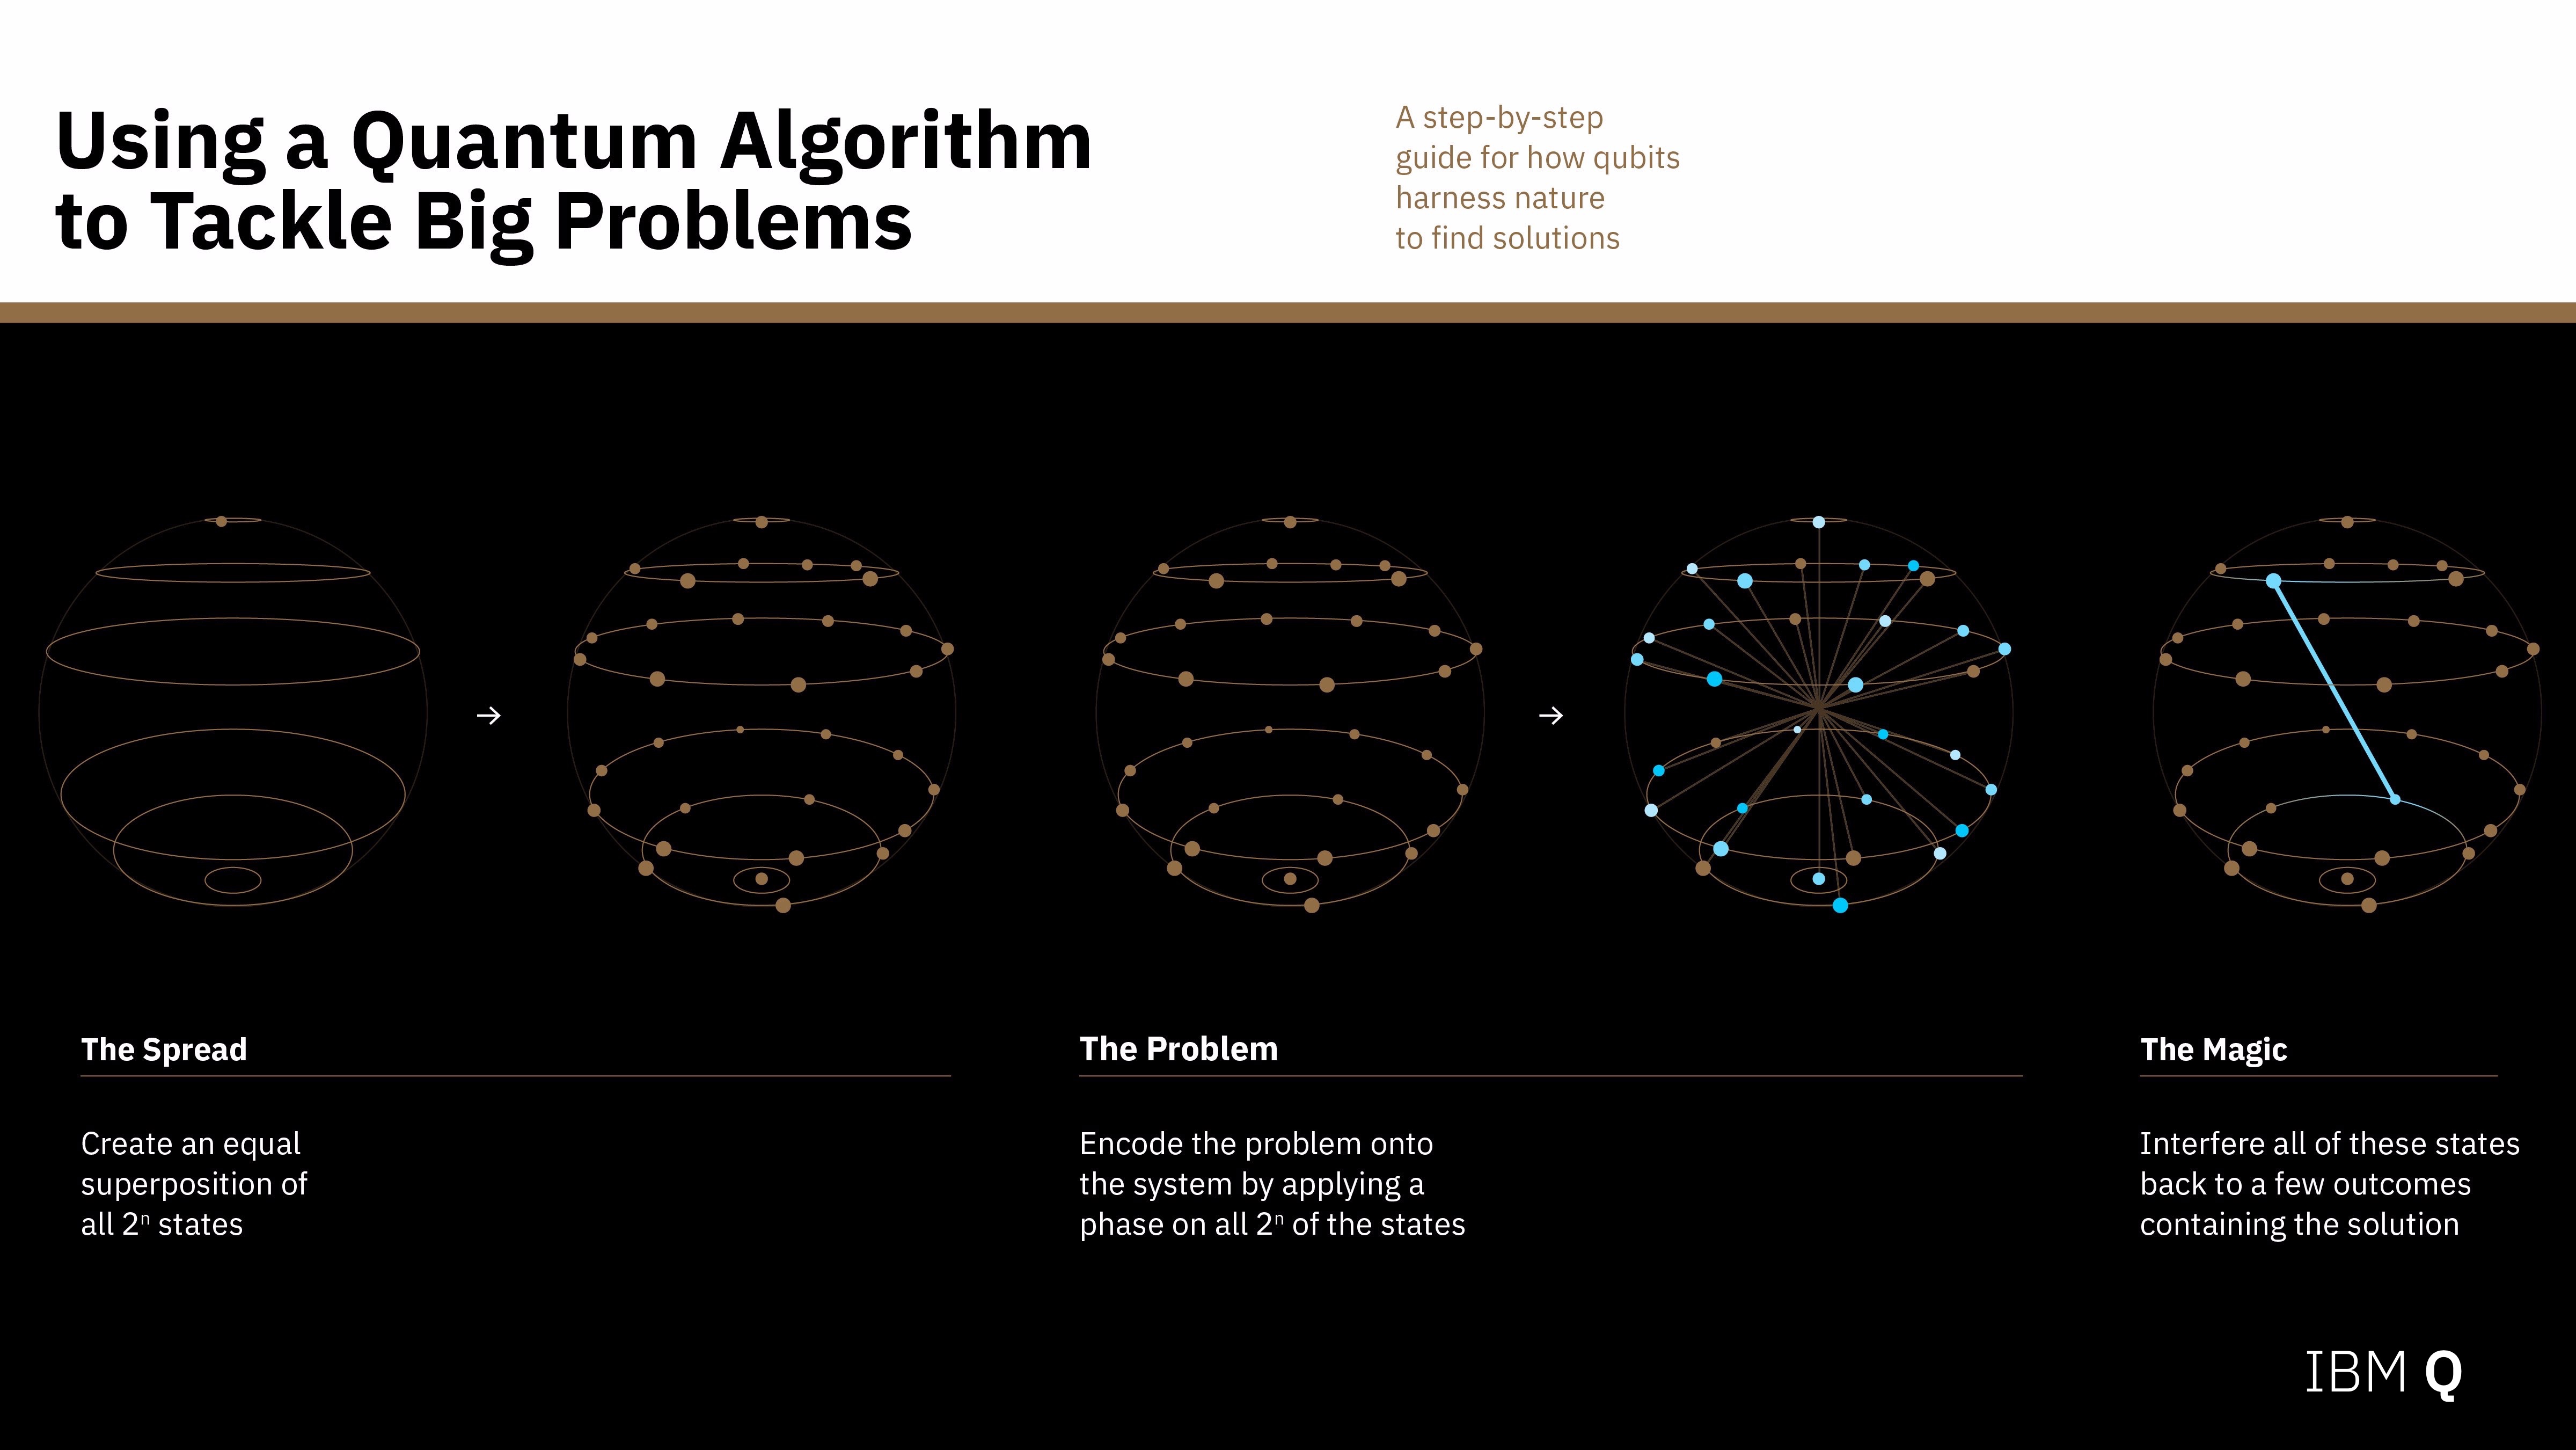 Using a Quantum Algorithm
to Tackle Big Problems
A step-by-step
guide for how qubits
harness nature
to find solutions
→
→
The Spread
Create an equal
superposition of
all 2ⁿ states
The Problem
Encode the problem onto
the system by applying a
phase on all 2ⁿ of the states
The Magic
Interfere all of these states
back to a few outcomes
containing the solution
IBM Q